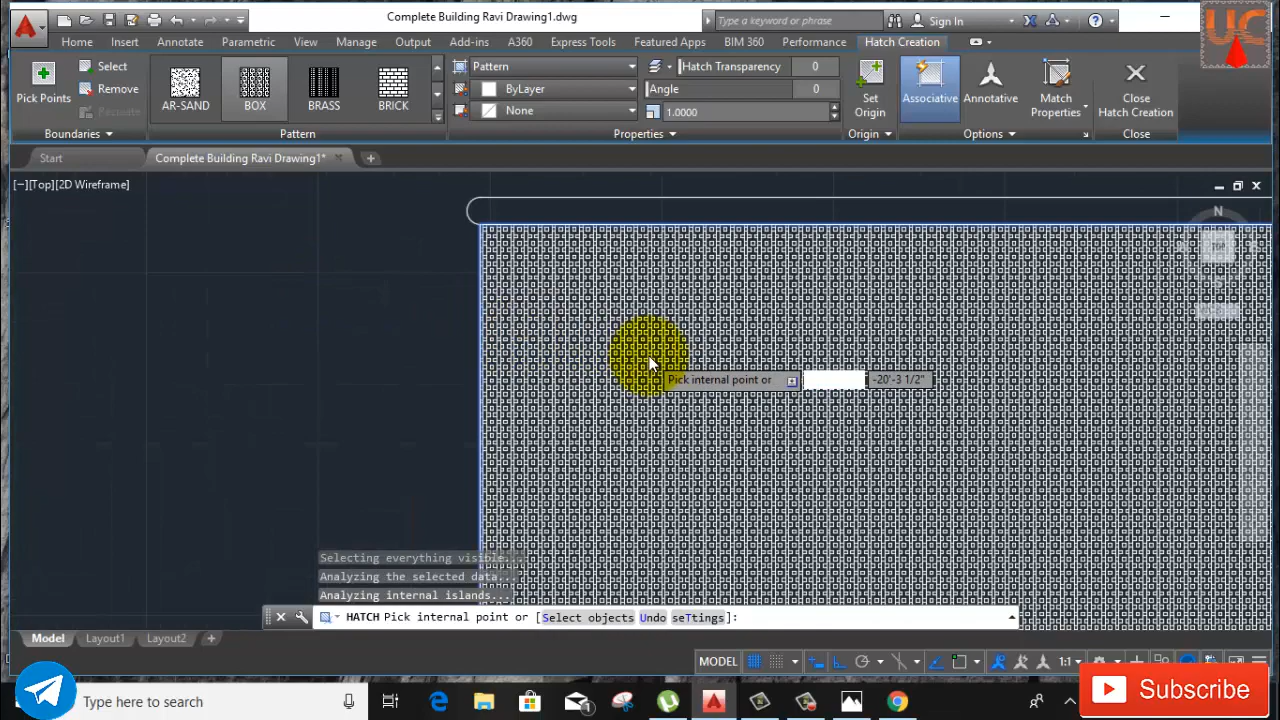 Complete Building Ravi Drawing1.dwg
Type a keyword or phrase
Sign In
Home Insert Annotate Parametric View Manage Output Add-ins A360 Express Tools Featured Apps BIM 360 Performance Hatch Creation
Pick Points
Select
Remove
Recreate
Boundaries
AR-SAND
BOX
BRASS
BRICK
Pattern
Pattern
ByLayer
None
Hatch Transparency 0
Angle 0
1.0000
Properties
Set
Origin
Origin
Associative
Annotative
Match
Properties
Options
Close
Hatch Creation
Close
Start
Complete Building Ravi Drawing1*
[−][Top][2D Wireframe]
N
TOP
Pick internal point or
-20'-3 1/2"
Selecting everything visible...
Analyzing the selected data...
Analyzing internal islands...
HATCH Pick internal point or [Select objects Undo seTtings]:
Model Layout1 Layout2
MODEL
1:1
Type here to search
1
Subscribe
UC